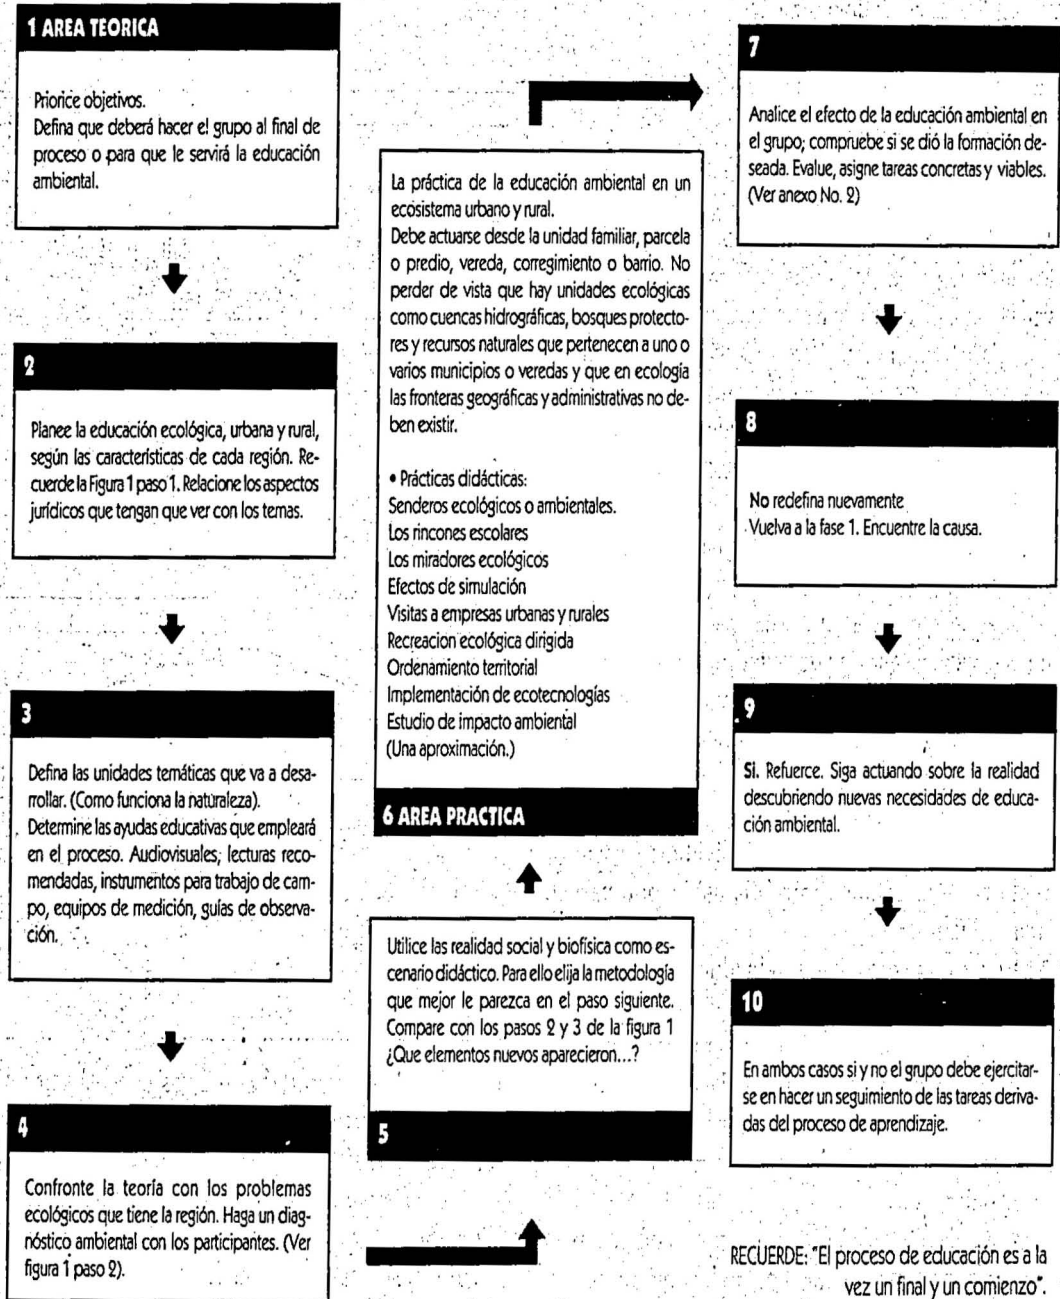 1 AREA TEORICA
Priorice objetivos.
Defina que deberá hacer el grupo al final de
proceso o para que le servirá la educación
ambiental.
2
Planee la educación ecológica, urbana y rural,
según las características de cada región. Re-
cuerde la Figura 1 paso 1. Relacione los aspectos
jurídicos que tengan que ver con los temas.
3
Defina las unidades temáticas que va a desa-
rrollar. (Como funciona la naturaleza).
Determine las ayudas educativas que empleará
en el proceso. Audiovisuales, lecturas reco-
mendadas, instrumentos para trabajo de cam-
po, equipos de medición, guías de observa-
ción.
4
Confronte la teoría con los problemas
ecológicos que tiene la región. Haga un diag-
nóstico ambiental con los participantes. (Ver
figura 1 paso 2).
Utilice las realidad social y biofísica como es-
cenario didáctico. Para ello elija la metodología
que mejor le parezca en el paso siguiente.
Compare con los pasos 2 y 3 de la figura 1
¿Que elementos nuevos aparecieron...?
5
La práctica de la educación ambiental en un
ecosistema urbano y rural.
Debe actuarse desde la unidad familiar, parcela
o predio, vereda, corregimiento o barrio. No
perder de vista que hay unidades ecológicas
como cuencas hidrográficas, bosques protecto-
res y recursos naturales que pertenecen a uno o
varios municipios o veredas y que en ecología
las fronteras geográficas y administrativas no de-
ben existir.
• Prácticas didácticas:
Senderos ecológicos o ambientales.
Los rincones escolares
Los miradores ecológicos
Efectos de simulación
Visitas a empresas urbanas y rurales
Recreacion ecológica dirigida
Ordenamiento territorial
Implementación de ecotecnologías
Estudio de impacto ambiental
(Una aproximación.)
6 AREA PRACTICA
7
Analice el efecto de la educación ambiental en
el grupo; compruebe si se dió la formación de-
seada. Evalue, asigne tareas concretas y viables.
(Ver anexo No. 2)
8
No redefina nuevamente
Vuelva a la fase 1. Encuentre la causa.
9
Si. Refuerce. Siga actuando sobre la realidad
descubriendo nuevas necesidades de educa-
ción ambiental.
10
En ambos casos si y no el grupo debe ejercitar-
se en hacer un seguimiento de las tareas deriva-
das del proceso de aprendizaje.
RECUERDE: "El proceso de educación es a la
vez un final y un comienzo".